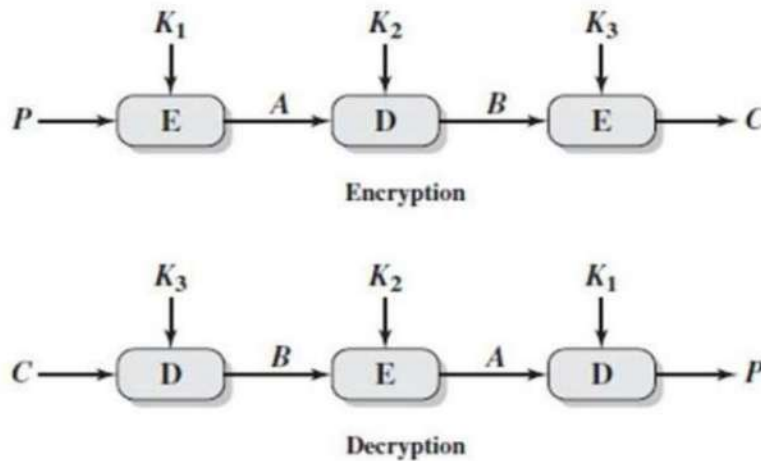 K₁ K₂ K₃
P E A D B E C
Encryption
K₃ K₂ K₁
C D B E A D P
Decryption